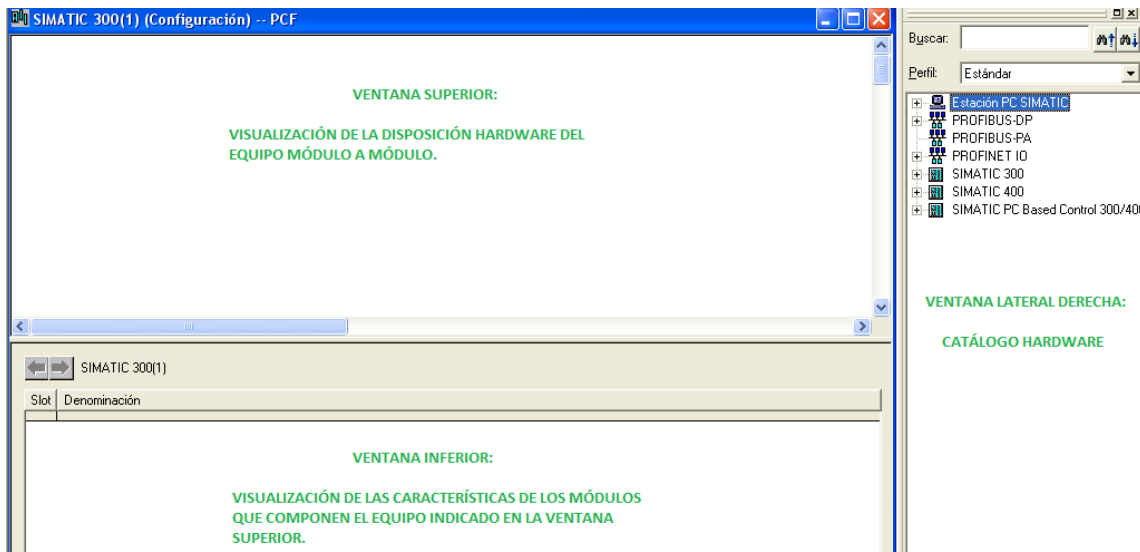 SIMATIC 300(1) (Configuración) -- PCF
VENTANA SUPERIOR:
VISUALIZACIÓN DE LA DISPOSICIÓN HARDWARE DEL
EQUIPO MÓDULO A MÓDULO.
SIMATIC 300(1)
Slot Denominación
VENTANA INFERIOR:
VISUALIZACIÓN DE LAS CARACTERÍSTICAS DE LOS MÓDULOS
QUE COMPONEN EL EQUIPO INDICADO EN LA VENTANA
SUPERIOR.
Buscar:
Perfil: Estándar
Estación PC SIMATIC
PROFIBUS-DP
PROFIBUS-PA
PROFINET IO
SIMATIC 300
SIMATIC 400
SIMATIC PC Based Control 300/40
VENTANA LATERAL DERECHA:
CATÁLOGO HARDWARE